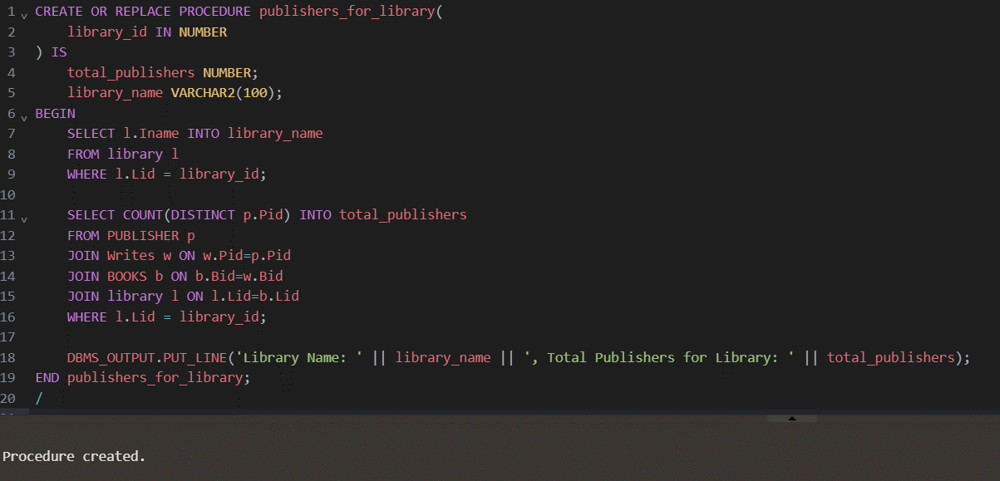 1 CREATE OR REPLACE PROCEDURE publishers_for_library(
2 library_id IN NUMBER
3 ) IS
4 total_publishers NUMBER;
5 library_name VARCHAR2(100);
6 BEGIN
7 SELECT l.Iname INTO library_name
8 FROM library l
9 WHERE l.Lid = library_id;
10
11 SELECT COUNT(DISTINCT p.Pid) INTO total_publishers
12 FROM PUBLISHER p
13 JOIN Writes w ON w.Pid=p.Pid
14 JOIN BOOKS b ON b.Bid=w.Bid
15 JOIN library l ON l.Lid=b.Lid
16 WHERE l.Lid = library_id;
17
18 DBMS_OUTPUT.PUT_LINE('Library Name: ' || library_name || ', Total Publishers for Library: ' || total_publishers);
19 END publishers_for_library;
20 /
Procedure created.